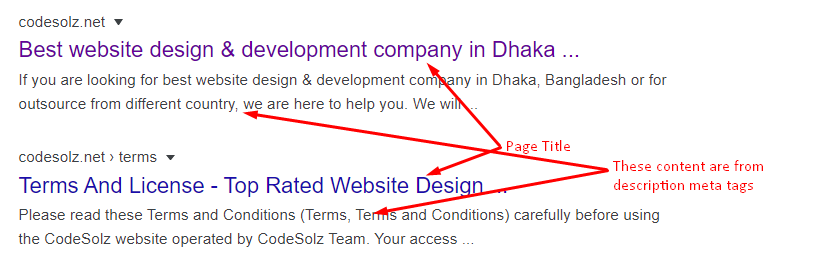 codesolz.net
Best website design & development company in Dhaka ...
If you are looking for best website design & development company in Dhaka, Bangladesh or for
outsource from different country, we are here to help you. We will ...
Page Title
codesolz.net › terms
These content are from
description meta tags
Terms And License - Top Rated Website Design ...
Please read these Terms and Conditions (Terms, Terms and Conditions) carefully before using
the CodeSolz website operated by CodeSolz Team. Your access ...